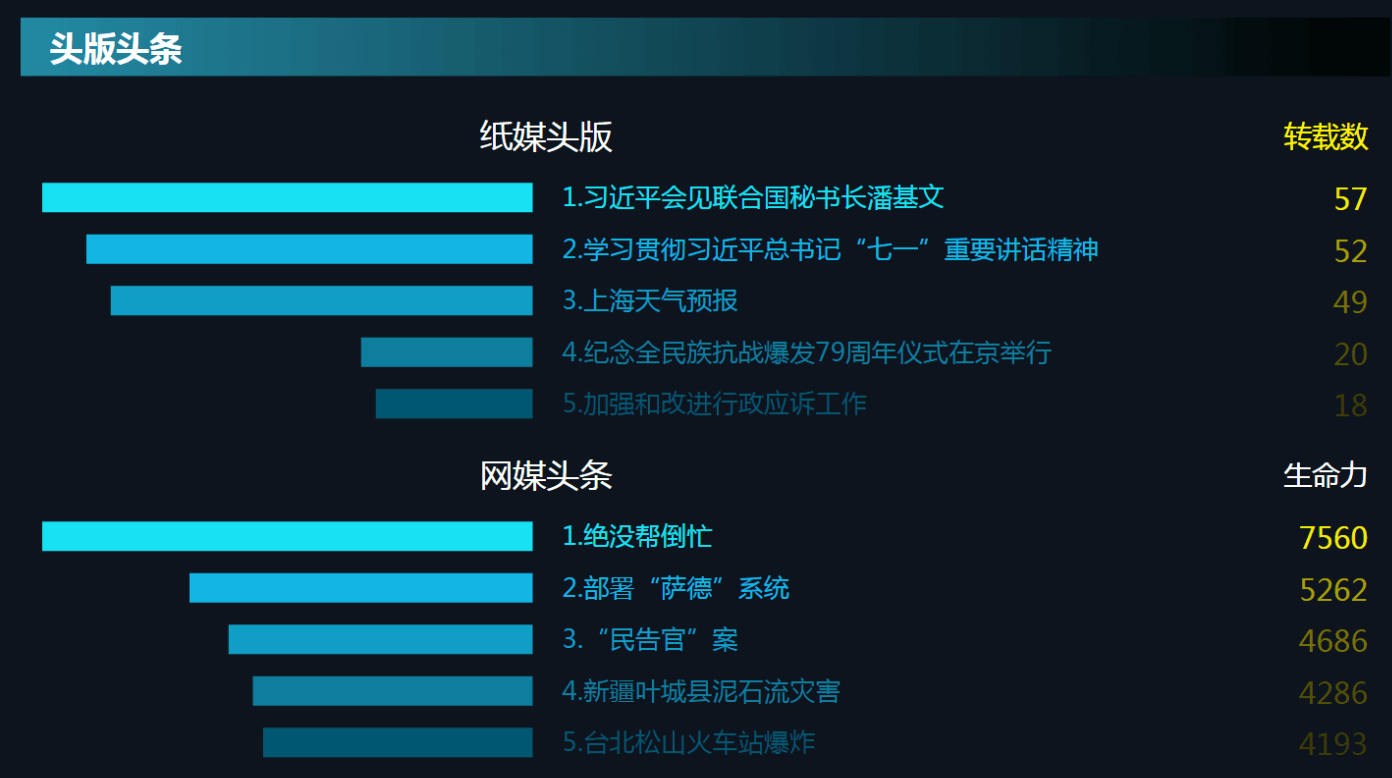 头版头条
纸媒头版 转载数
1.习近平会见联合国秘书长潘基文 57
2.学习贯彻习近平总书记“七一”重要讲话精神 52
3.上海天气预报 49
4.纪念全民族抗战爆发79周年仪式在京举行 20
5.加强和改进行政应诉工作 18
网媒头条 生命力
1.绝没帮倒忙 7560
2.部署“萨德”系统 5262
3.“民告官”案 4686
4.新疆叶城县泥石流灾害 4286
5.台北松山火车站爆炸 4193